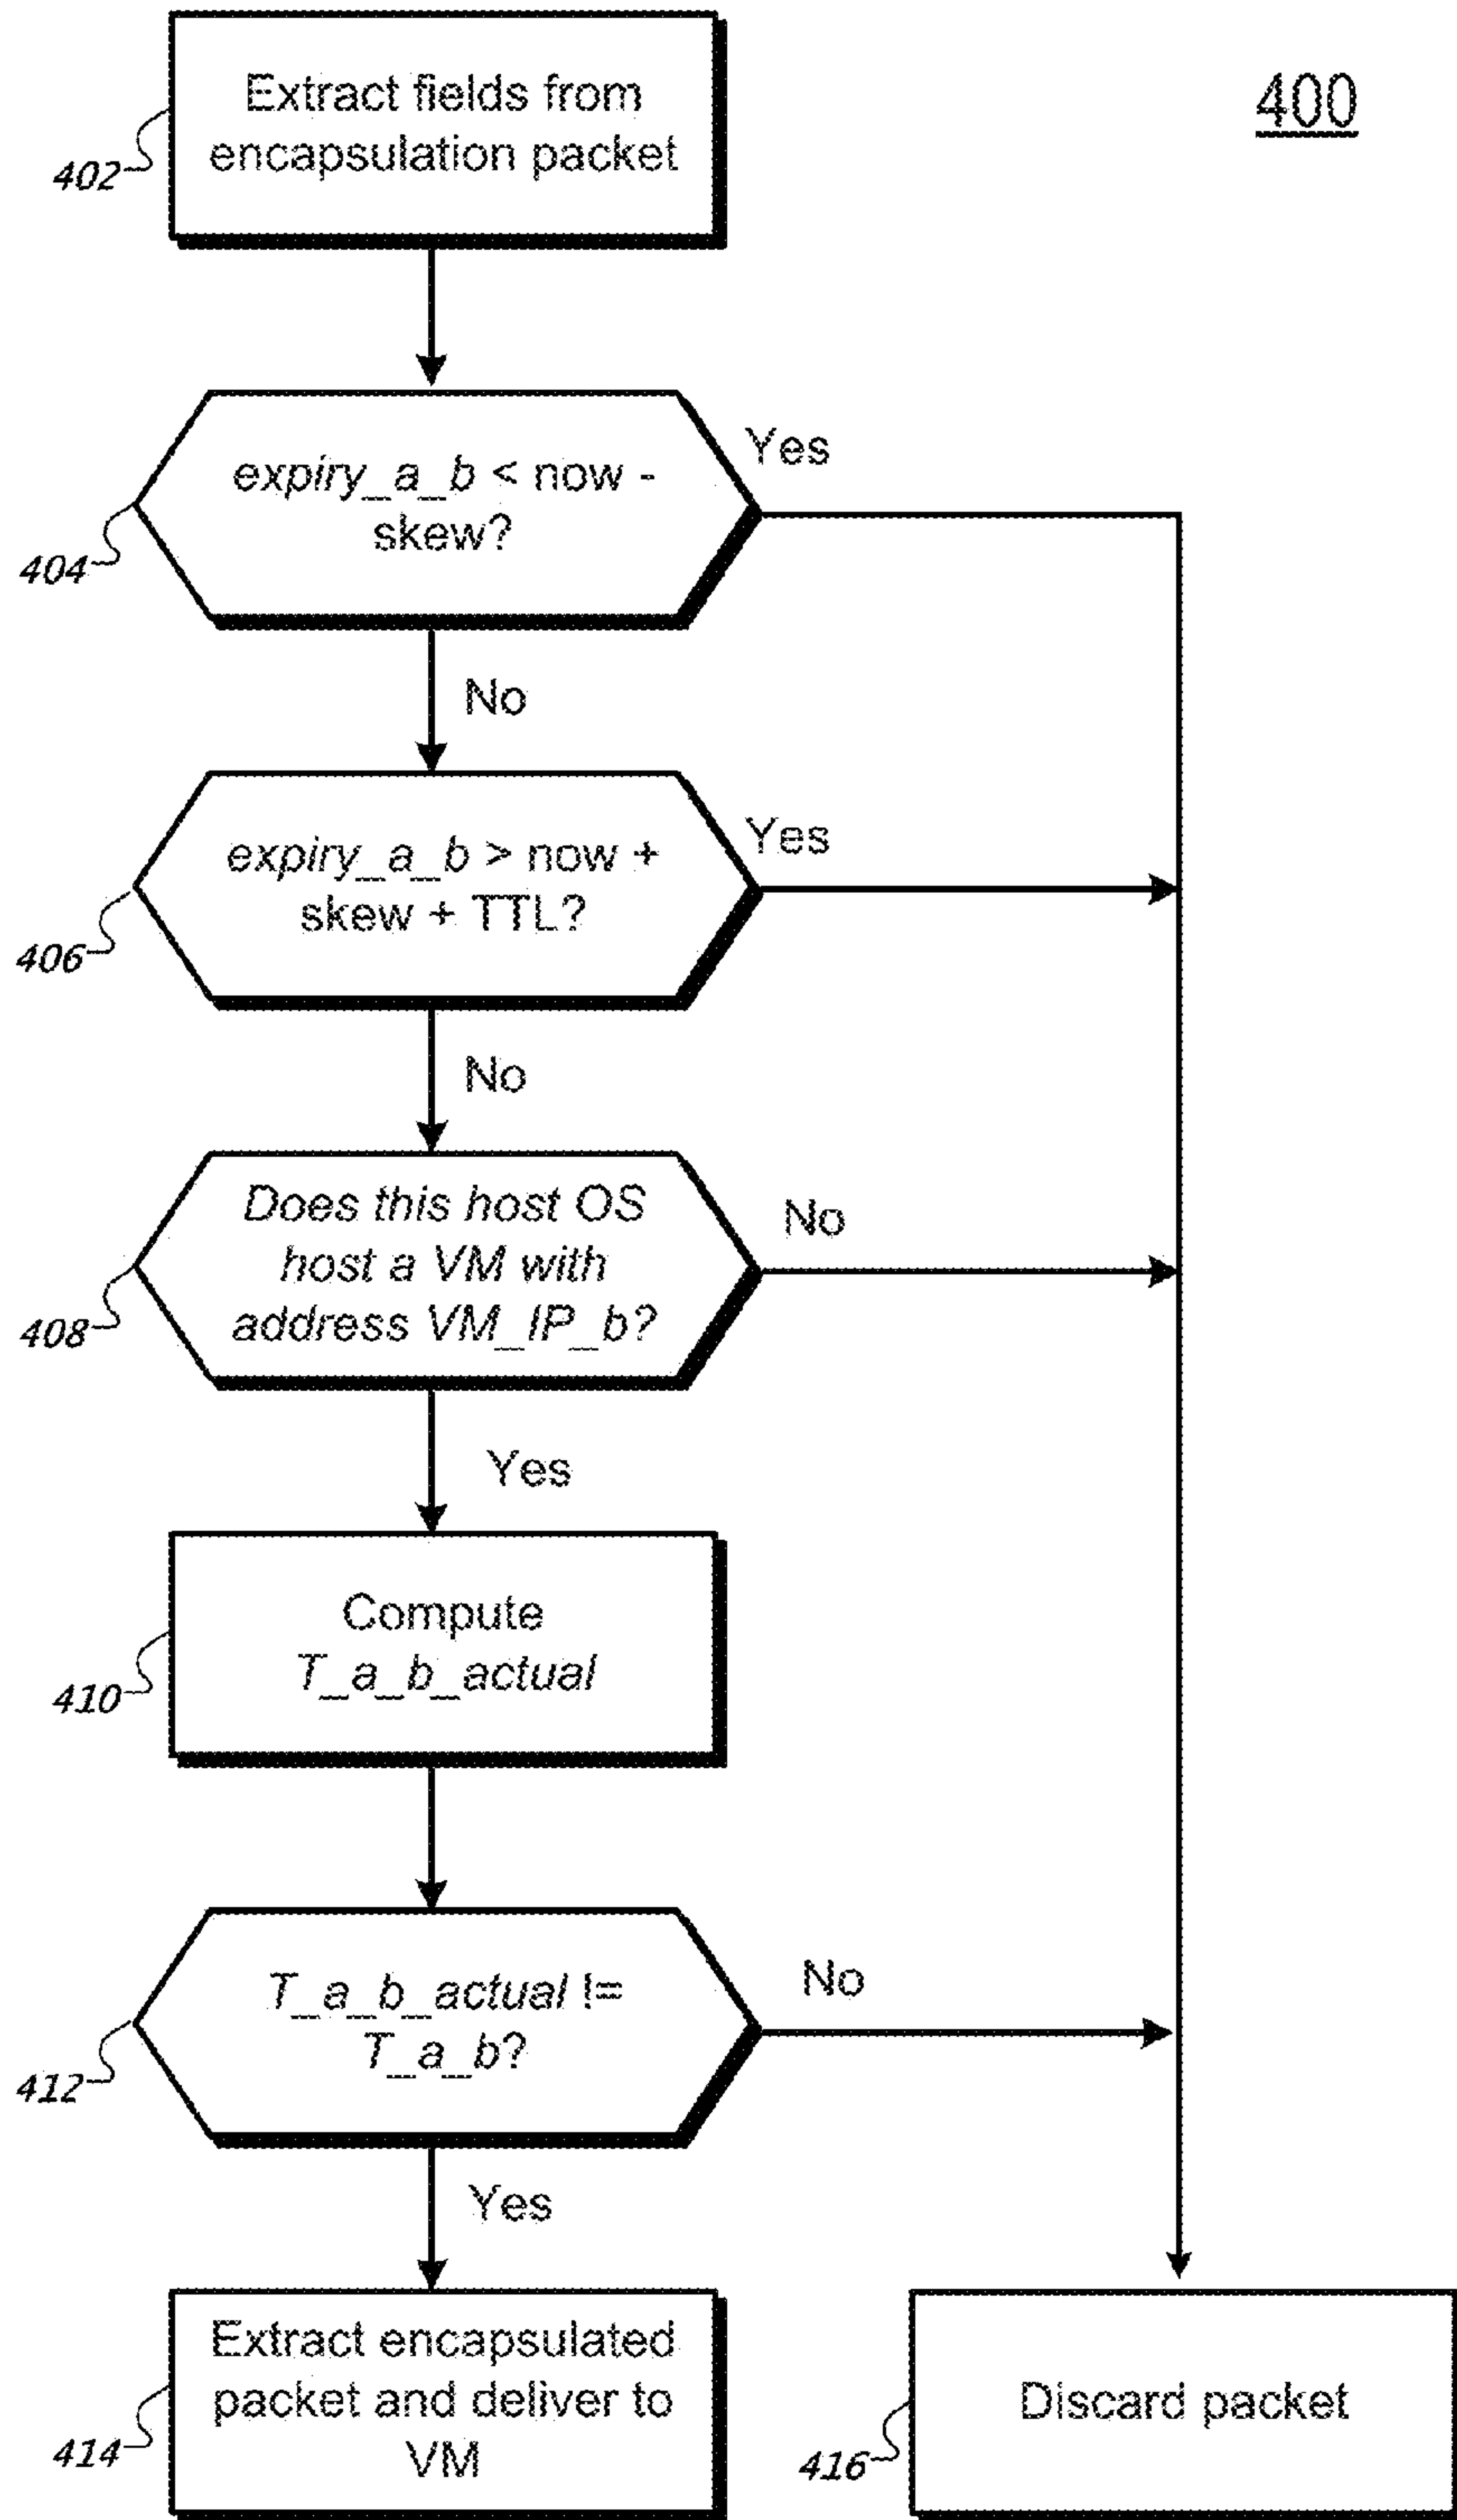 400
Extract fields from
encapsulation packet
402
Yes
expiry_a_b < now -
skew?
404
No
Yes
expiry_a_b > now +
skew + TTL?
406
No
Does this host OS
host a VM with
address VM_IP_b?
No
408
Yes
Compute
T_a_b_actual
410
T_a_b_actual !=
T_a_b?
No
412
Yes
Extract encapsulated
packet and deliver to
VM
414
Discard packet
416